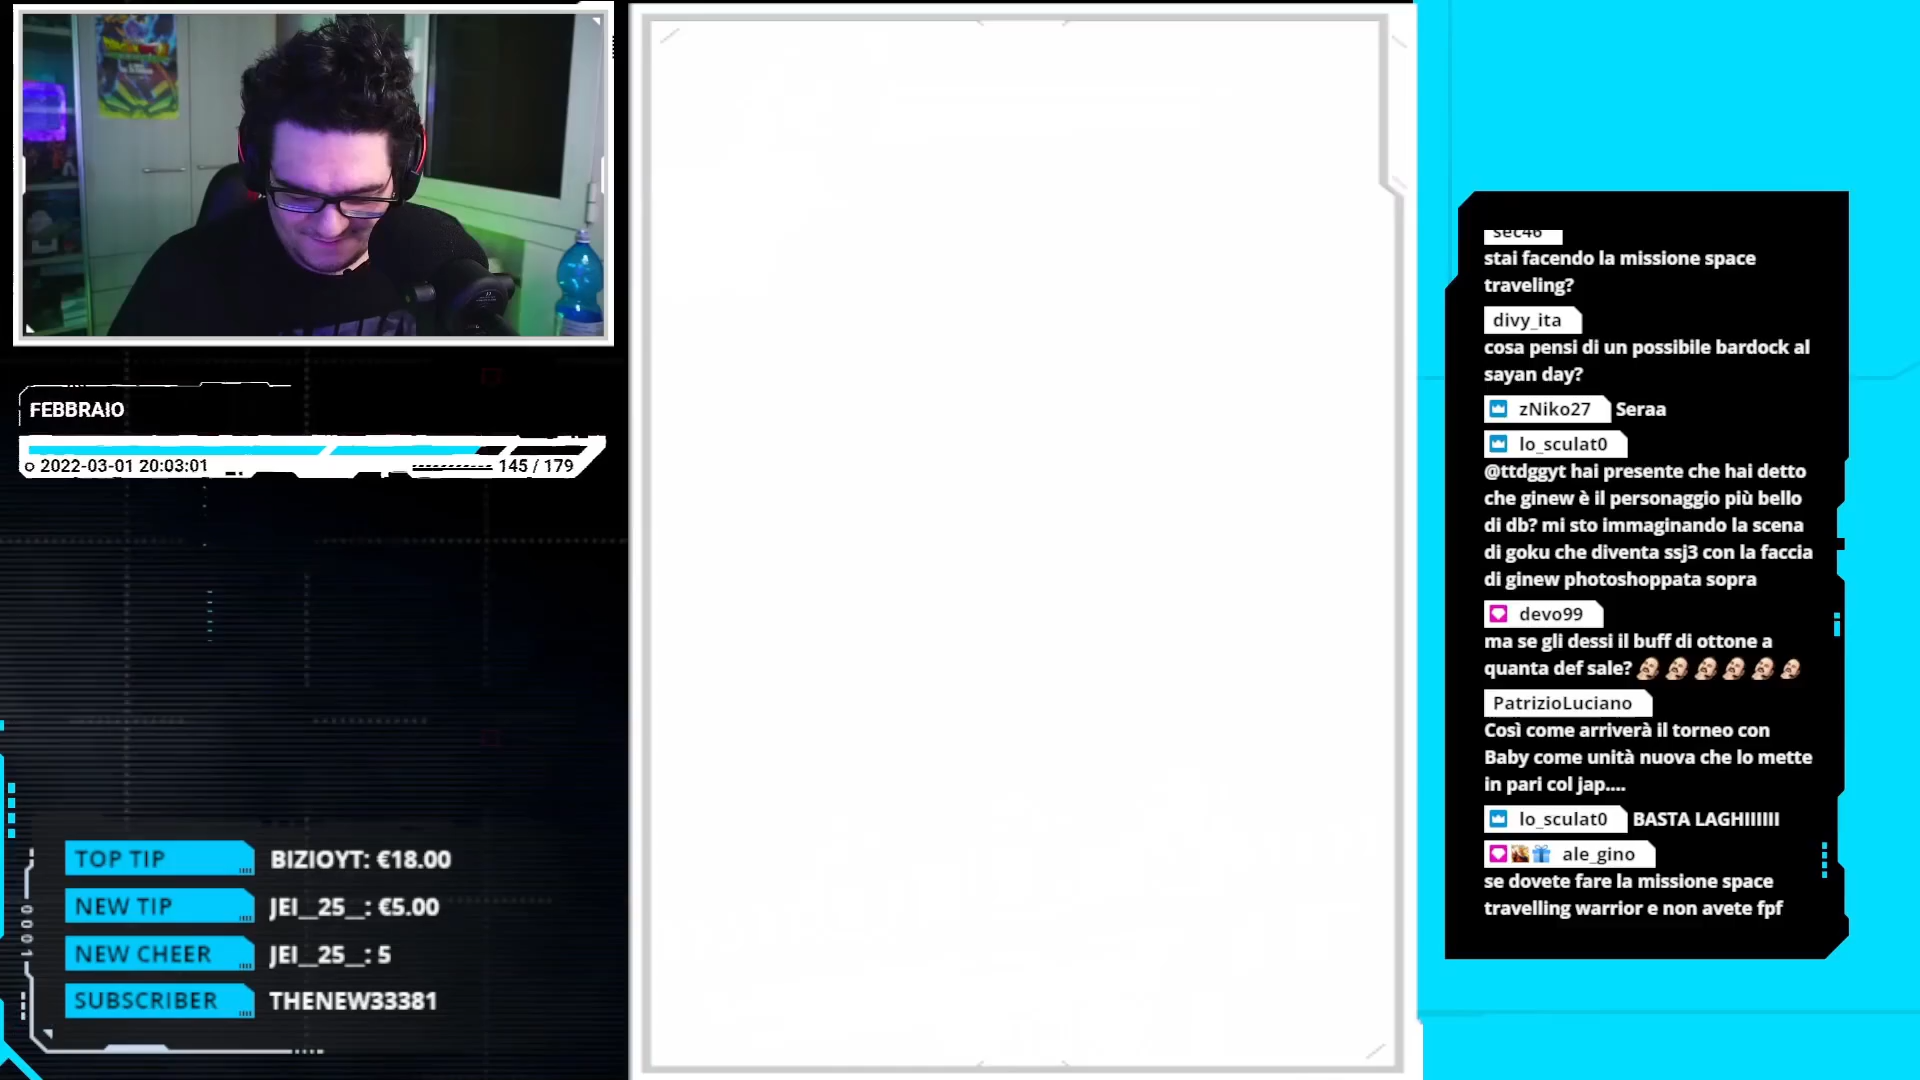 FEBBRAIO
2022-03-01 20:03:01
145 / 179
TOP TIP
BIZIOYT: €18.00
NEW TIP
JEI__25__: €5.00
NEW CHEER
JEI__25__: 5
SUBSCRIBER
THENEW33381
0001
sec46
stai facendo la missione space
traveling?
divy_ita
cosa pensi di un possibile bardock al
sayan day?
zNiko27 Seraa
lo_sculat0
@ttdggyt hai presente che hai detto
che ginew è il personaggio più bello
di db? mi sto immaginando la scena
di goku che diventa ssj3 con la faccia
di ginew photoshoppata sopra
devo99
ma se gli dessi il buff di ottone a
quanta def sale?
PatrizioLuciano
Così come arriverà il torneo con
Baby come unità nuova che lo mette
in pari col jap....
lo_sculat0 BASTA LAGHIIIIII
ale_gino
se dovete fare la missione space
travelling warrior e non avete fpf